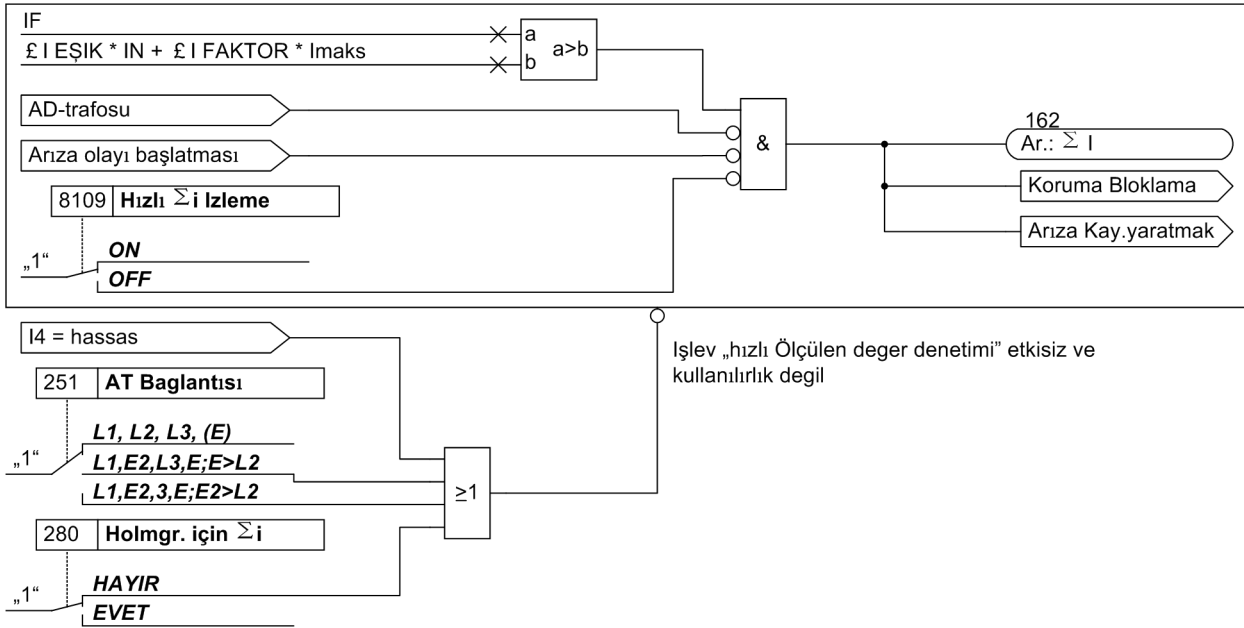 IF
£ I EŞIK * IN + £ I FAKTOR * Imaks
a
b
a>b
AD-trafosu
Arıza olayı başlatması
&
162
Ar.: Σ I
Koruma Bloklama
Arıza Kay.yaratmak
8109 Hızlı Σi Izleme
„1“
ON
OFF
I4 = hassas
Işlev „hızlı Ölçülen deger denetimi” etkisiz ve
kullanılırlık degil
251 AT Baglantısı
„1“
L1, L2, L3, (E)
L1,E2,L3,E;E>L2
L1,E2,3,E;E2>L2
≥1
280 Holmgr. için Σi
„1“
HAYIR
EVET